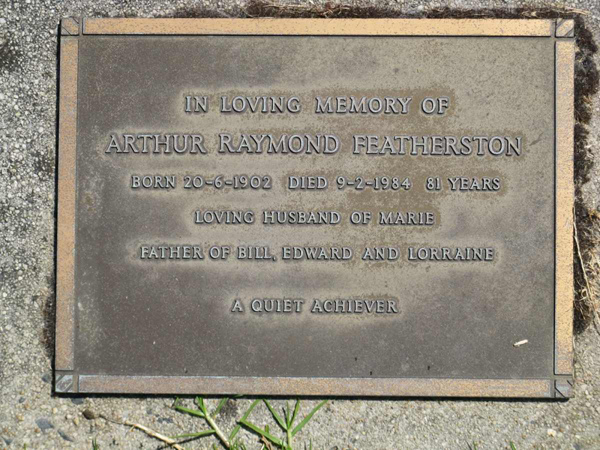 IN LOVING MEMORY OF
ARTHUR RAYMOND FEATHERSTON
BORN 20-6-1902 DIED 9-2-1984 81 YEARS
LOVING HUSBAND OF MARIE
FATHER OF BILL, EDWARD AND LORRAINE
A QUIET ACHIEVER